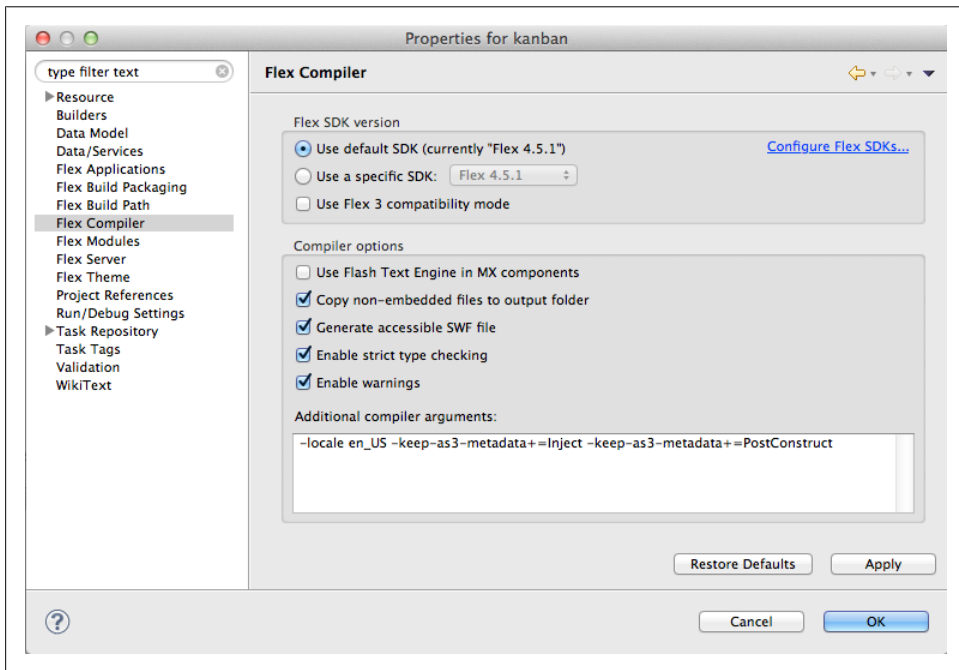 Properties for kanban
type filter text
Resource
Builders
Data Model
Data/Services
Flex Applications
Flex Build Packaging
Flex Build Path
Flex Compiler
Flex Modules
Flex Server
Flex Theme
Project References
Run/Debug Settings
Task Repository
Task Tags
Validation
WikiText
Flex Compiler
Flex SDK version
Use default SDK (currently "Flex 4.5.1")
Configure Flex SDKs...
Use a specific SDK: Flex 4.5.1
Use Flex 3 compatibility mode
Compiler options
Use Flash Text Engine in MX components
Copy non-embedded files to output folder
Generate accessible SWF file
Enable strict type checking
Enable warnings
Additional compiler arguments:
-locale en_US -keep-as3-metadata+=Inject -keep-as3-metadata+=PostConstruct
Restore Defaults
Apply
?
Cancel
OK